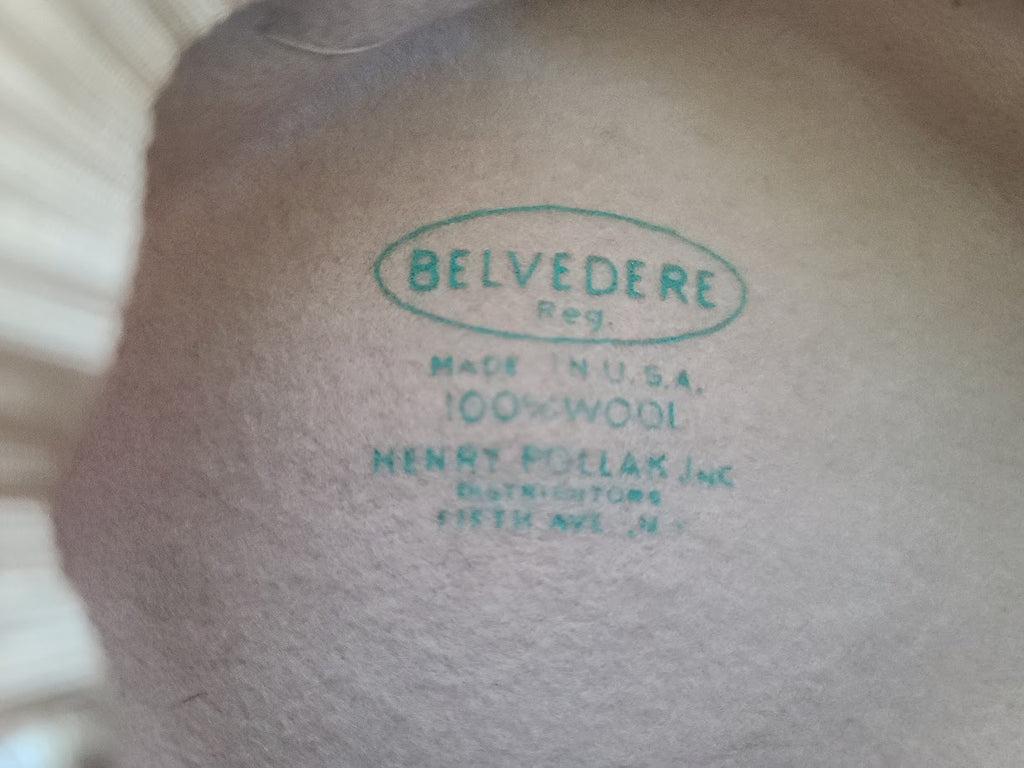 BELVEDERE
Reg.
MADE IN U.S.A.
100% WOOL
HENRY POLLAK INC
DISTRIBUTORS
FIFTH AVE., N.Y.